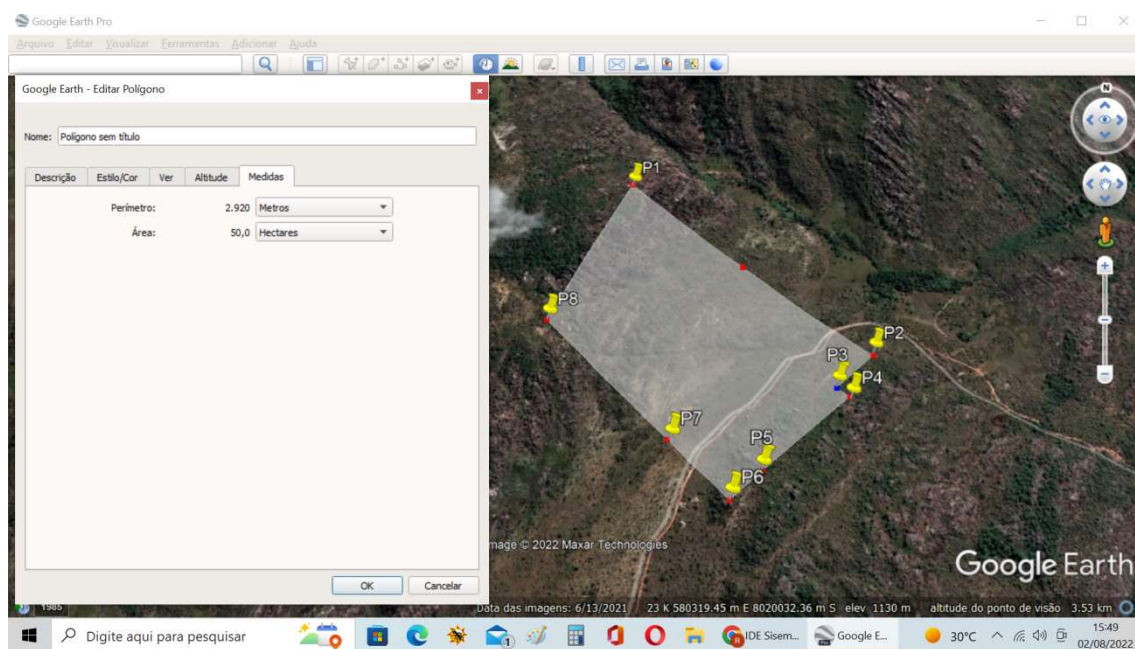 Google Earth Pro
Arquivo Editar Visualizar Ferramentas Adicionar Ajuda
Google Earth - Editar Polígono
Nome: Polígono sem título
Descrição Estilo/Cor Ver Altitude Medidas
Perímetro: 2.920 Metros
Área: 50,0 Hectares
OK Cancelar
N
P1
P8
P2
P3
P4
P7
P5
P6
mage © 2022 Maxar Technologies
Google Earth
1985
Data das imagens: 6/13/2021 23 K 580319.45 m E 8020032.36 m S elev 1130 m altitude do ponto de visão 3.53 km
Digite aqui para pesquisar
1
IDE Sisem...
Google E...
30°C
15:49
02/08/2022